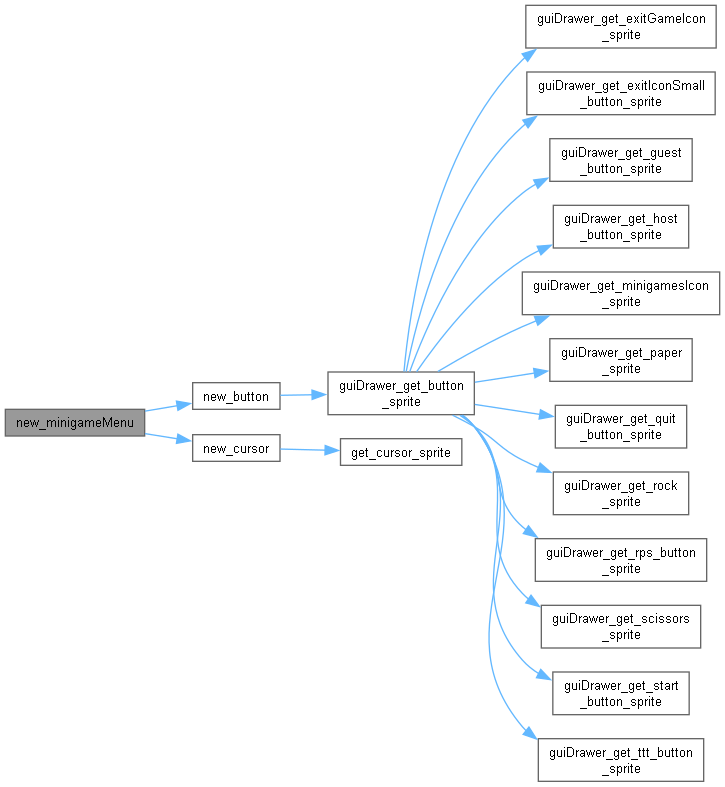 guiDrawer_get_exitGameIcon
_sprite
guiDrawer_get_exitIconSmall
_button_sprite
guiDrawer_get_guest
_button_sprite
guiDrawer_get_host
_button_sprite
guiDrawer_get_minigamesIcon
_sprite
guiDrawer_get_paper
_sprite
guiDrawer_get_button
_sprite
new_button
new_minigameMenu
guiDrawer_get_quit
_button_sprite
new_cursor
get_cursor_sprite
guiDrawer_get_rock
_sprite
guiDrawer_get_rps_button
_sprite
guiDrawer_get_scissors
_sprite
guiDrawer_get_start
_button_sprite
guiDrawer_get_ttt_button
_sprite